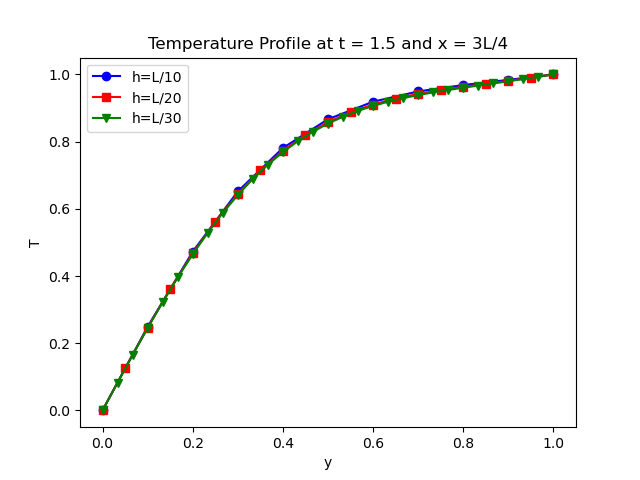 Temperature Profile at t = 1.5 and x = 3L/4
h=L/10
h=L/20
h=L/30
T
1.0
0.8
0.6
0.4
0.2
0.0
0.0 0.2 0.4 0.6 0.8 1.0
y